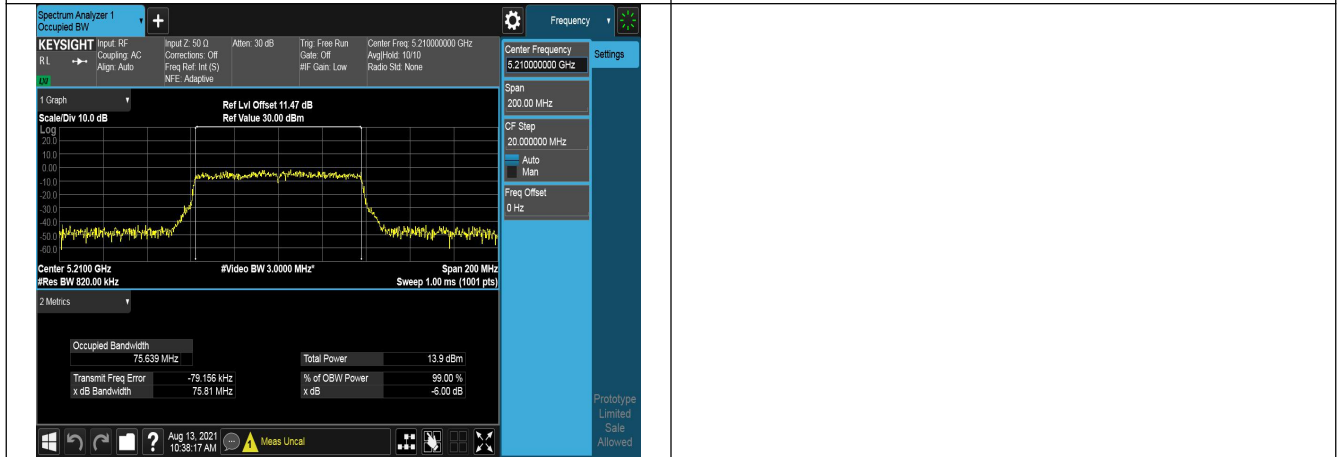 Spectrum Analyzer 1
Occupied BW
+
Frequency
KEYSIGHT
RL
Input: RF
Coupling: AC
Align: Auto
Input Z: 50 Ω
Corrections: Off
Freq Ref: Int (S)
NFE: Adaptive
Atten: 30 dB
Trig: Free Run
Gate: Off
#IF Gain: Low
Center Freq: 5.210000000 GHz
Avg|Hold: 10/10
Radio Std: None
Center Frequency
5.210000000 GHz
Settings
Span
200.00 MHz
CF Step
20.000000 MHz
Auto
Man
Freq Offset
0 Hz
1 Graph
Scale/Div 10.0 dB
Ref Lvl Offset 11.47 dB
Ref Value 30.00 dBm
Log
20.0
10.0
0.00
-10.0
-20.0
-30.0
-40.0
-50.0
-60.0
Center 5.2100 GHz
#Res BW 820.00 kHz
#Video BW 3.0000 MHz*
Span 200 MHz
Sweep 1.00 ms (1001 pts)
2 Metrics
Occupied Bandwidth
75.639 MHz
Total Power 13.9 dBm
Transmit Freq Error -79.156 kHz
% of OBW Power 99.00 %
x dB Bandwidth 75.81 MHz
x dB -6.00 dB
Prototype
Limited
Sale
Allowed
?
Aug 13, 2021
10:38:17 AM
1
Meas Uncal